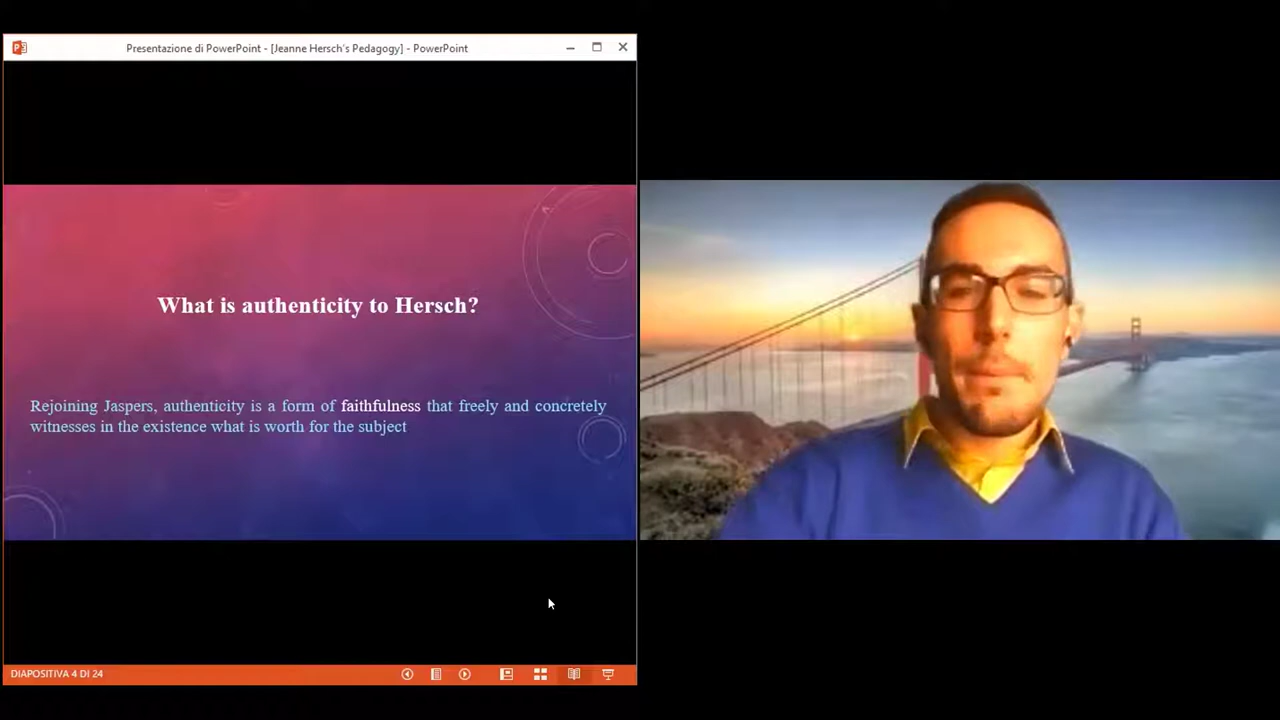 Presentazione di PowerPoint - [Jeanne Hersch's Pedagogy] - PowerPoint
What is authenticity to Hersch?
Rejoining Jaspers, authenticity is a form of faithfulness that freely and concretely
witnesses in the existence what is worth for the subject
DIAPOSITIVA 4 DI 24